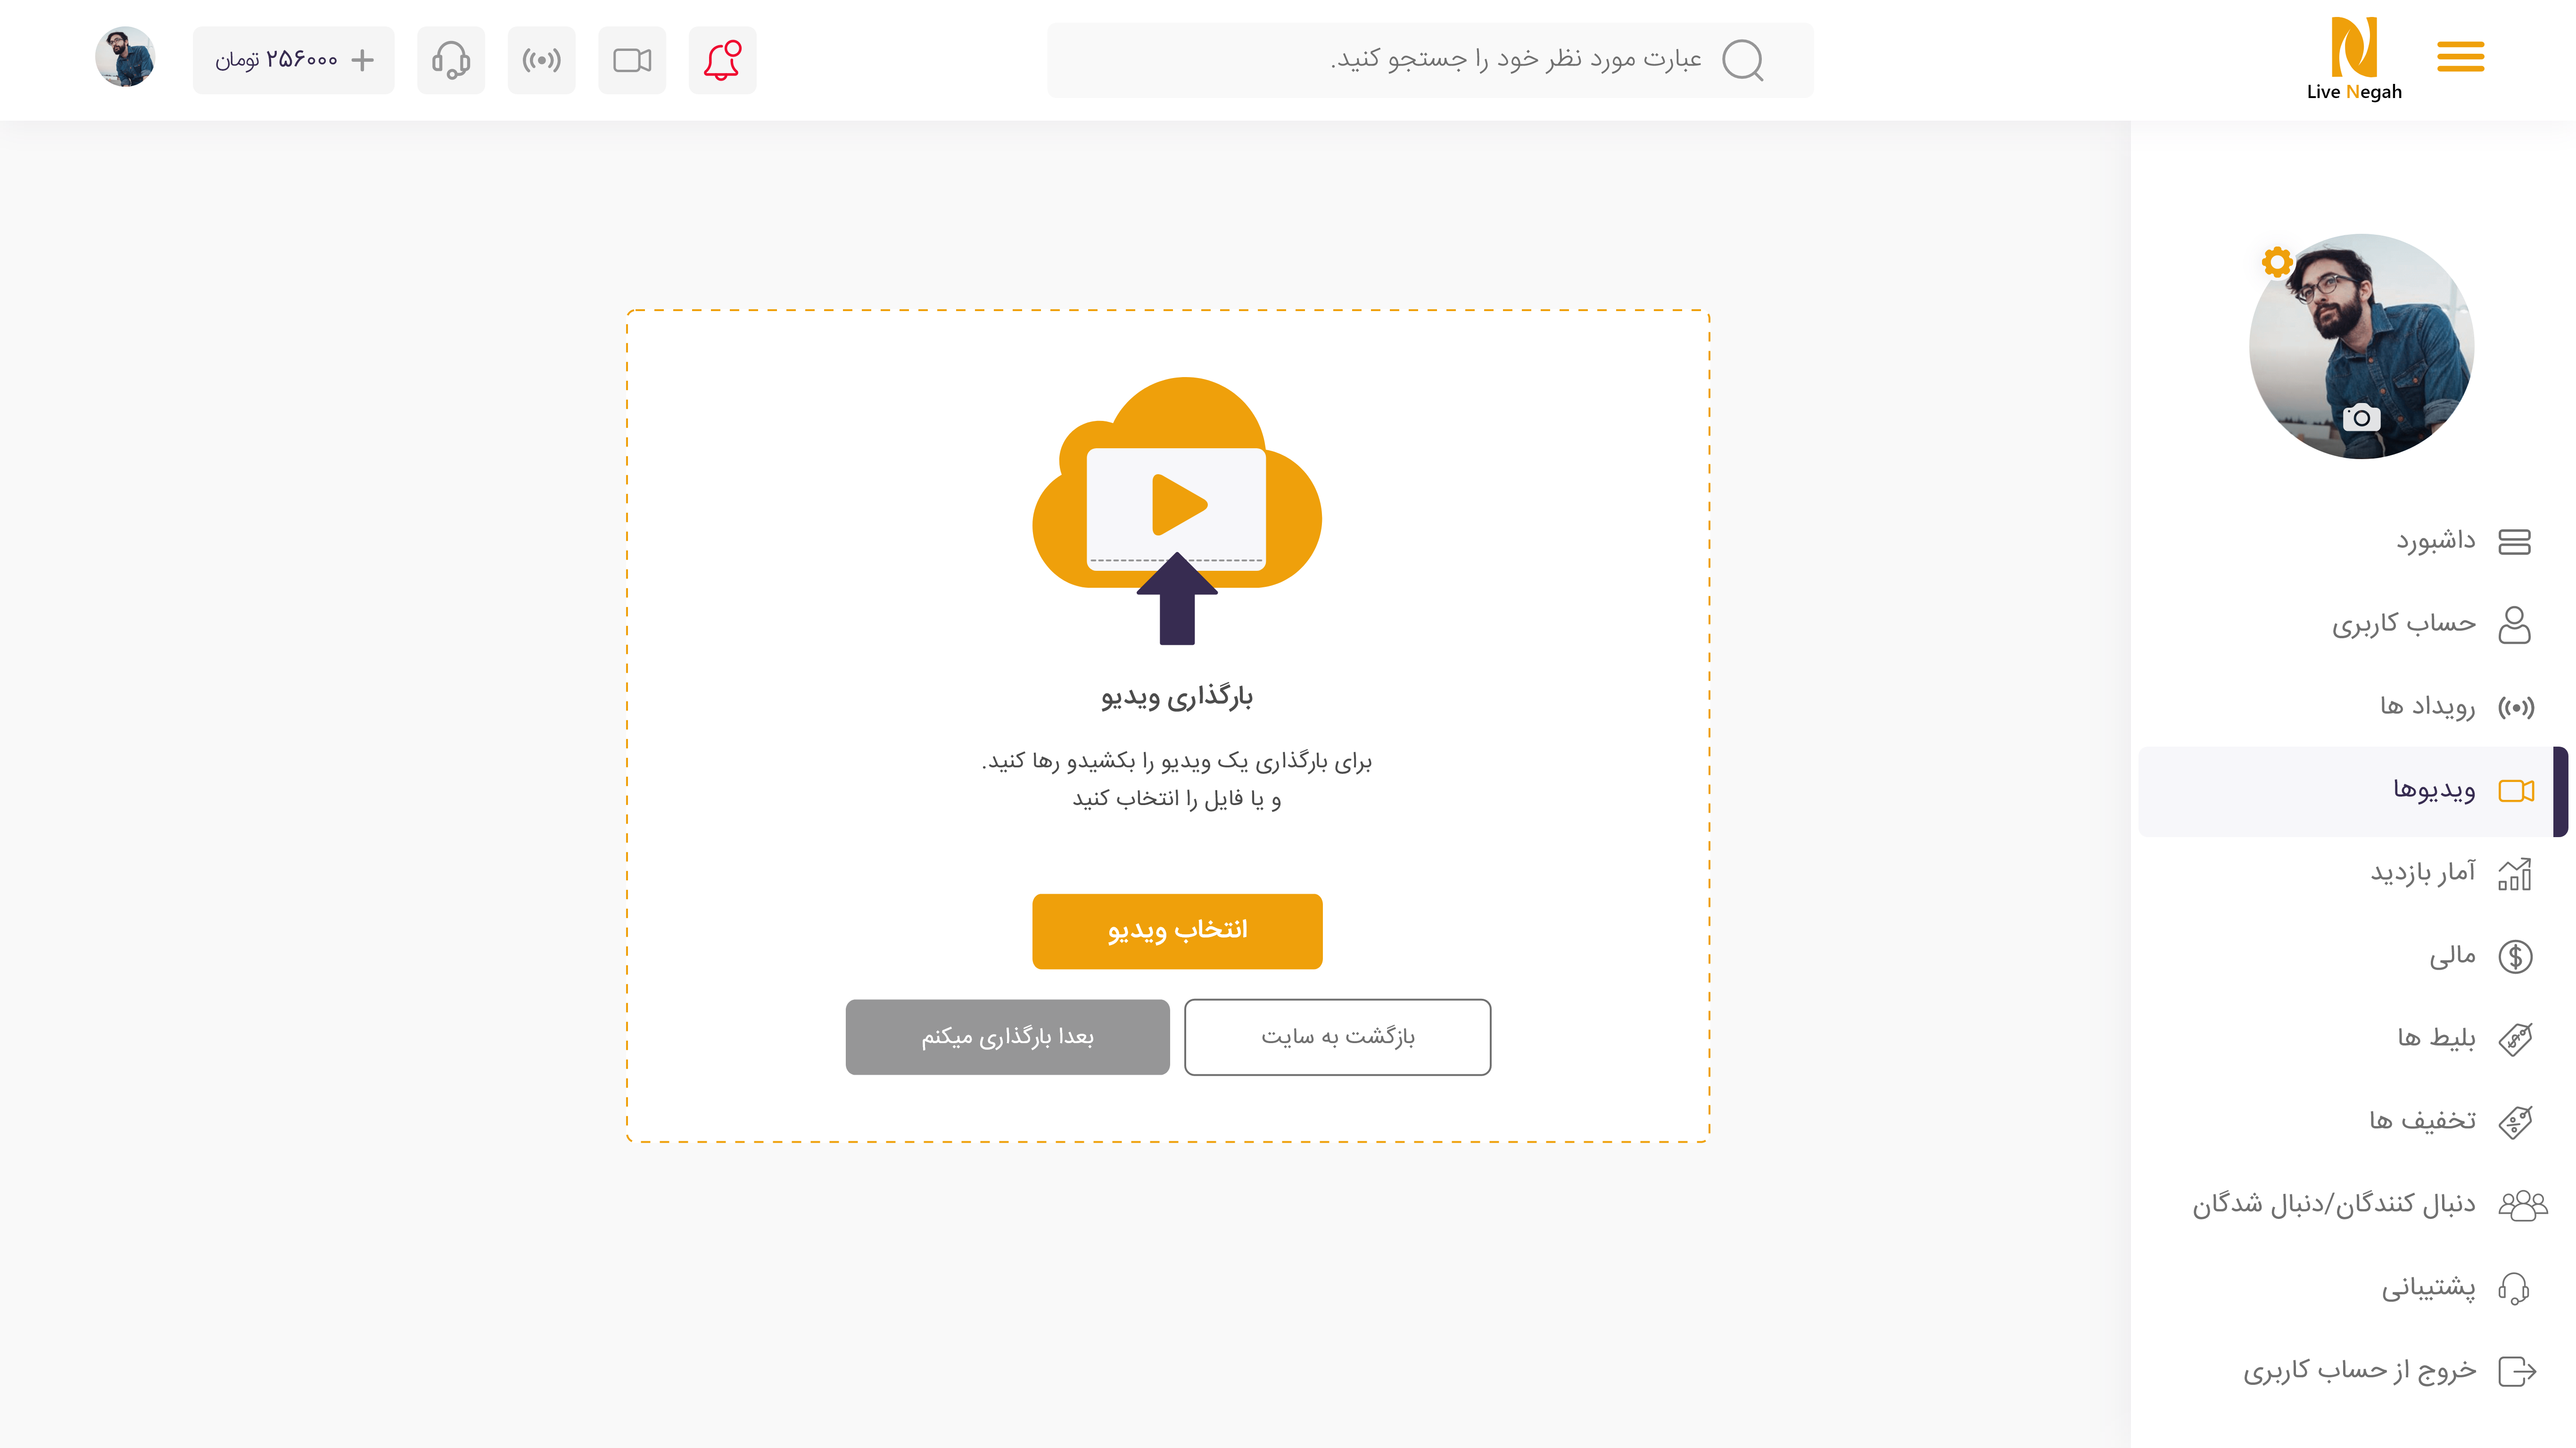 Live Negah
عبارت مورد نظر خود را جستجو کنید.
۲۵۶۰۰۰ تومان
داشبورد
حساب کاربری
رویداد ها
ویدیوها
آمار بازدید
مالی
بلیط ها
تخفیف ها
دنبال کنندگان/دنبال شدگان
پشتیبانی
خروج از حساب کاربری
بارگذاری ویدیو
برای بارگذاری یک ویدیو را بکشیدو رها کنید.
و یا فایل را انتخاب کنید
انتخاب ویدیو
بازگشت به سایت
بعدا بارگذاری میکنم